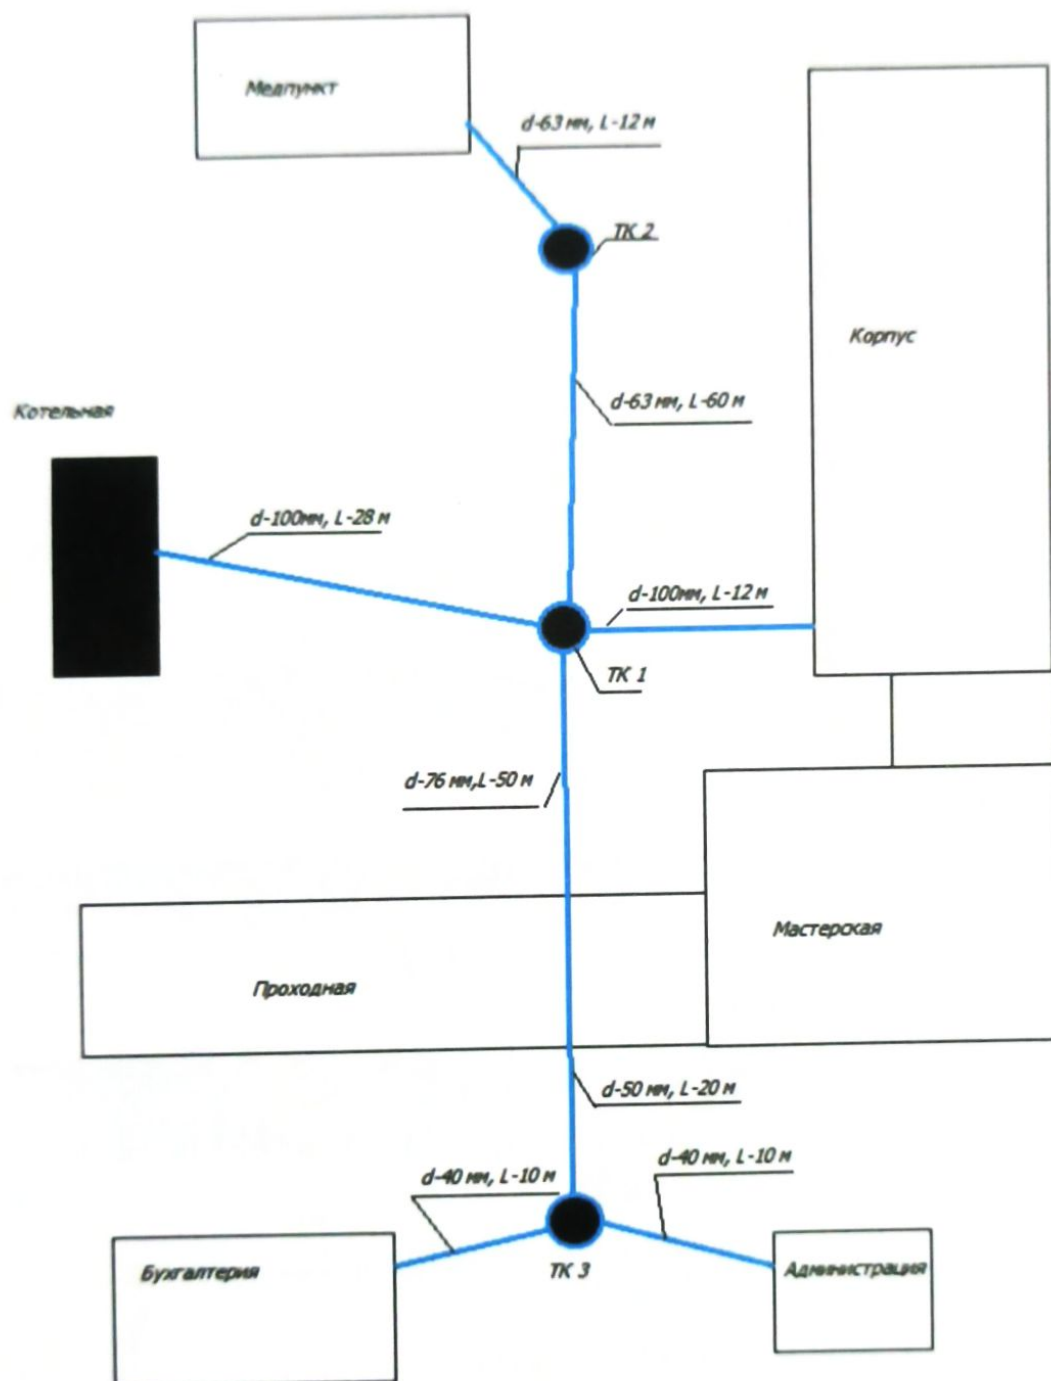 Медпункт
d-63 мм, L-12 м
ТК 2
Корпус
d-63 мм, L-60 м
Котельная
d-100мм, L-28 м
d-100мм, L-12 м
ТК 1
d-76 мм,L-50 м
Мастерская
Проходная
d-50 мм, L-20 м
d-40 мм, L-10 м
d-40 мм, L-10 м
Бухгалтерия
ТК 3
Администрация